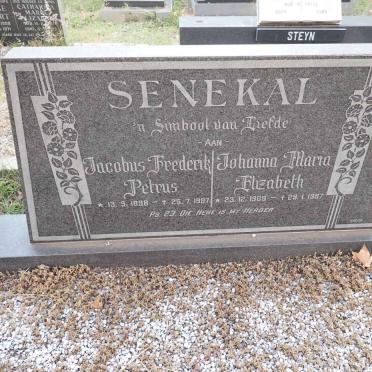 STEYN
SENEKAL
'n Simbool van Liefde
AAN
Jacobus Frederik Petrus
* 13.9.1898 - † 25.7.1987
Johanna Maria Elizabeth
* 23.12.1909 - † 29.1.1987
Ps 23. Die Here is my Herder